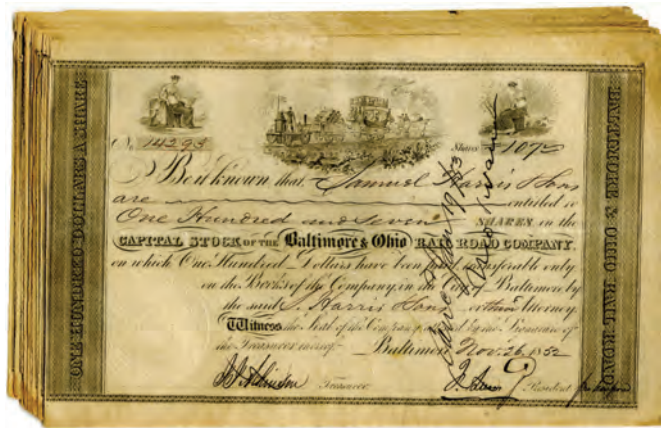 ONE HUNDRED DOLLARS A SHARE
No. 14293
Shares 107
Be it known that Samuel Harris & Sons
are entitled to
One Hundred and Seven SHARES in the
CAPITAL STOCK OF THE Baltimore & Ohio RAIL ROAD COMPANY,
on which One Hundred Dollars have been paid transferable only
on the Books of the Company, in the City of Baltimore by
the said S. Harris & Sons or their Attorney.
Witness the Seal of the Company, attested by the Signature of
the Treasurer thereof. Baltimore Nov. 26, 1852
Treasurer
President
BALTIMORE & OHIO RAIL ROAD